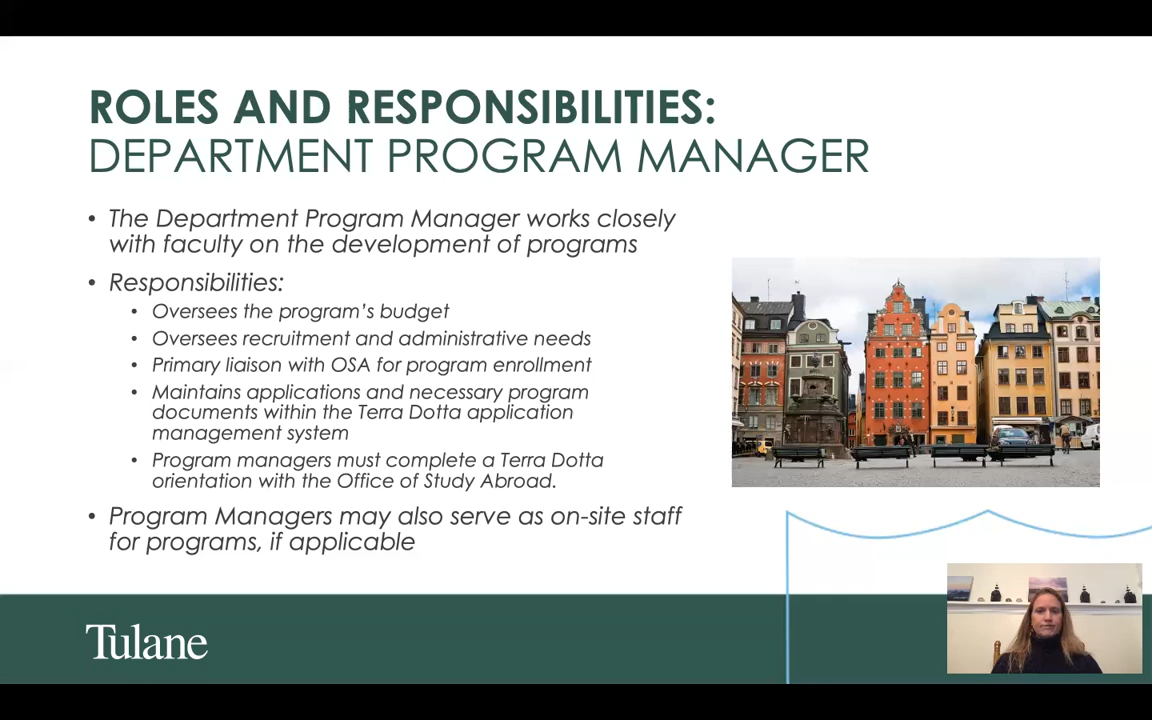 ROLES AND RESPONSIBILITIES:
DEPARTMENT PROGRAM MANAGER
• The Department Program Manager works closely
with faculty on the development of programs
• Responsibilities:
• Oversees the program's budget
• Oversees recruitment and administrative needs
• Primary liaison with OSA for program enrollment
• Maintains applications and necessary program
documents within the Terra Dotta application
management system
• Program managers must complete a Terra Dotta
orientation with the Office of Study Abroad.
• Program Managers may also serve as on-site staff
for programs, if applicable
Tulane